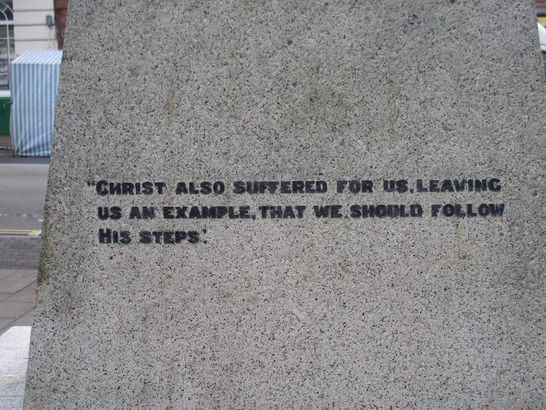 "CHRIST ALSO SUFFERED FOR US, LEAVING
US AN EXAMPLE, THAT WE SHOULD FOLLOW
HIS STEPS."